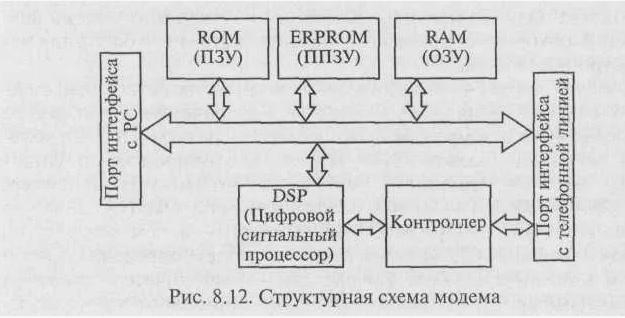 ROM
(ПЗУ)
ERPROM
(ППЗУ)
RAM
(ОЗУ)
Порт интерфейса
с PC
Порт интерфейса
с телефонной линией
DSP
(Цифровой
сигнальный
процессор)
Контроллер
Рис. 8.12. Структурная схема модема